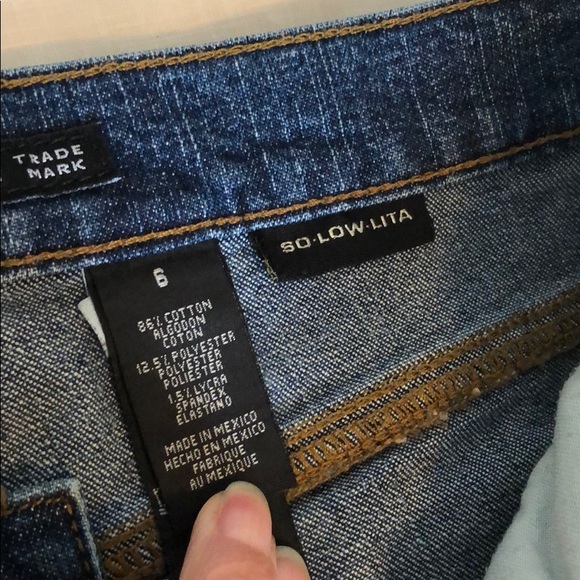 TRADE
MARK
SO·LOW·LITA
6
86% COTTON
ALGODON
COTON
12.5% POLYESTER
POLYESTER
POLIESTER
1.5% LYCRA
SPANDEX
ELASTANO
MADE IN MEXICO
HECHO EN MEXICO
FABRIQUE
AU MEXIQUE